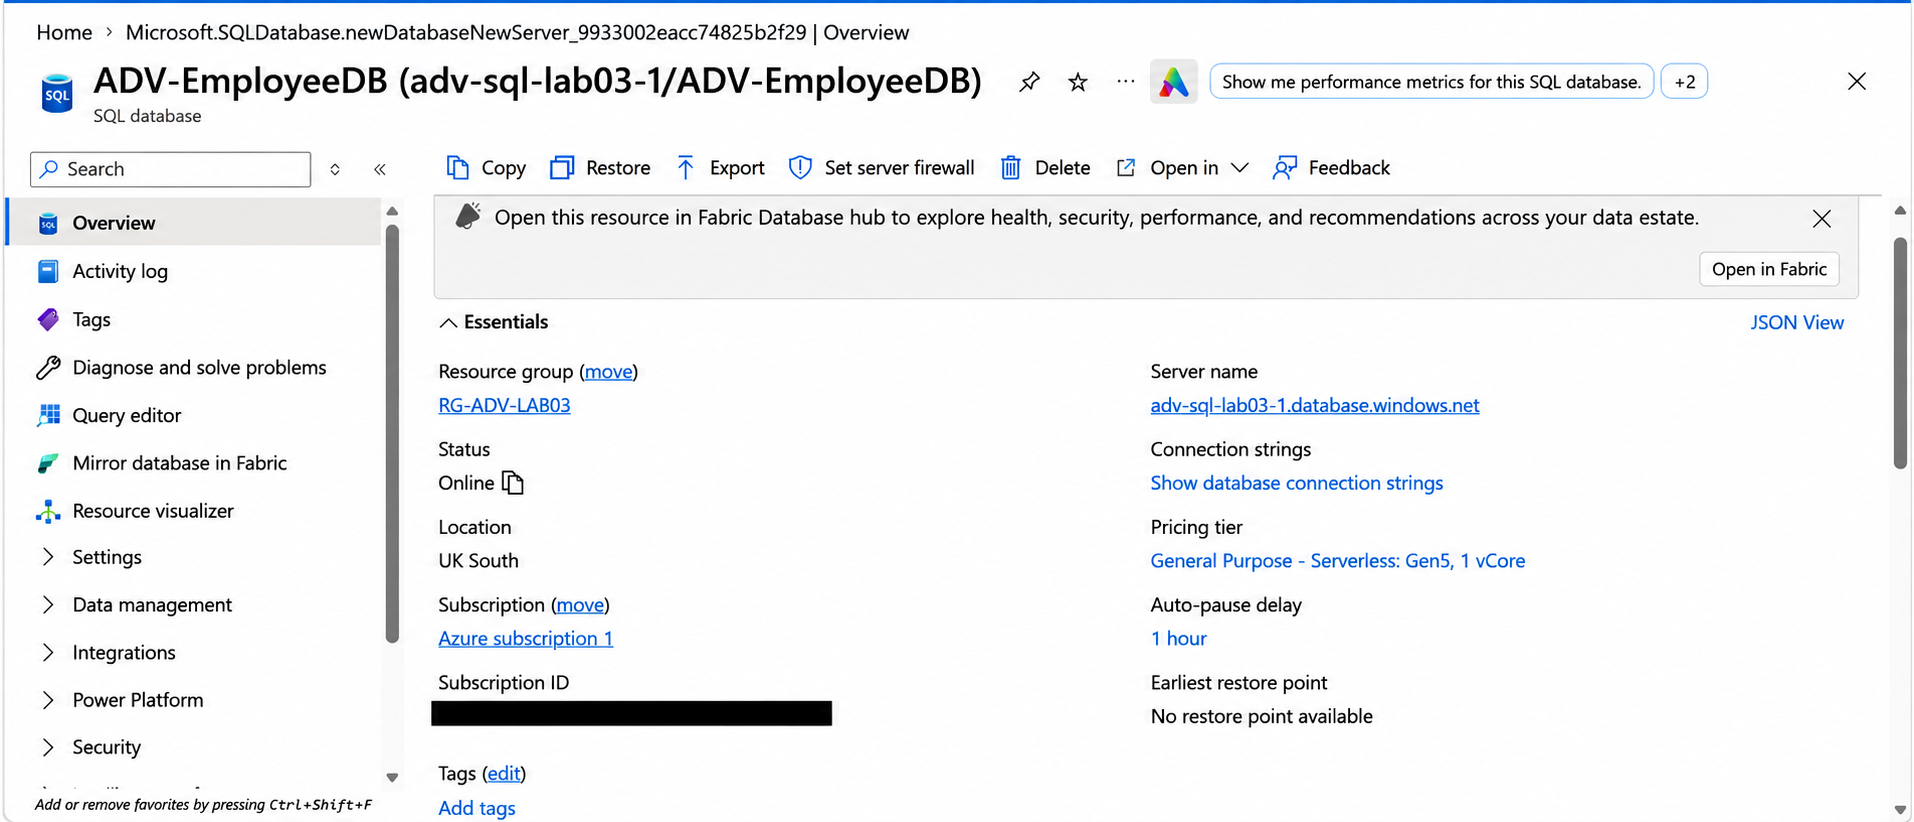 Home > Microsoft.SQLDatabase.newDatabaseNewServer_9933002eacc74825b2f29 | Overview
SQL
ADV-EmployeeDB (adv-sql-lab03-1/ADV-EmployeeDB)
Show me performance metrics for this SQL database.
+2
SQL database
Search
Copy
Restore
Export
Set server firewall
Delete
Open in
Feedback
SQL
Overview
Activity log
Tags
Diagnose and solve problems
Query editor
Mirror database in Fabric
Resource visualizer
Settings
Data management
Integrations
Power Platform
Security
Add or remove favorites by pressing Ctrl+Shift+F
Open this resource in Fabric Database hub to explore health, security, performance, and recommendations across your data estate.
Open in Fabric
Essentials
JSON View
Resource group (move)
RG-ADV-LAB03
Status
Online
Location
UK South
Subscription (move)
Azure subscription 1
Subscription ID
Tags (edit)
Add tags
Server name
adv-sql-lab03-1.database.windows.net
Connection strings
Show database connection strings
Pricing tier
General Purpose - Serverless: Gen5, 1 vCore
Auto-pause delay
1 hour
Earliest restore point
No restore point available